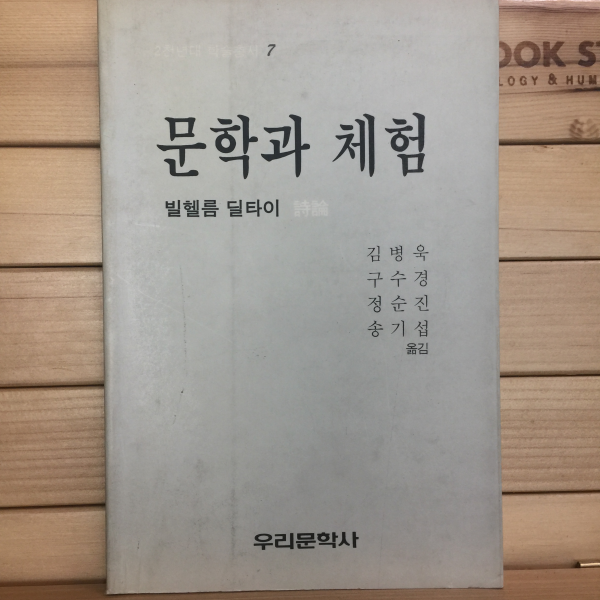 7
문학과 체험
빌헬름 딜타이 詩論
김병욱
구수경
정순진
송기섭
옮김
우리문학사
OOK ST
LOGY & HUM